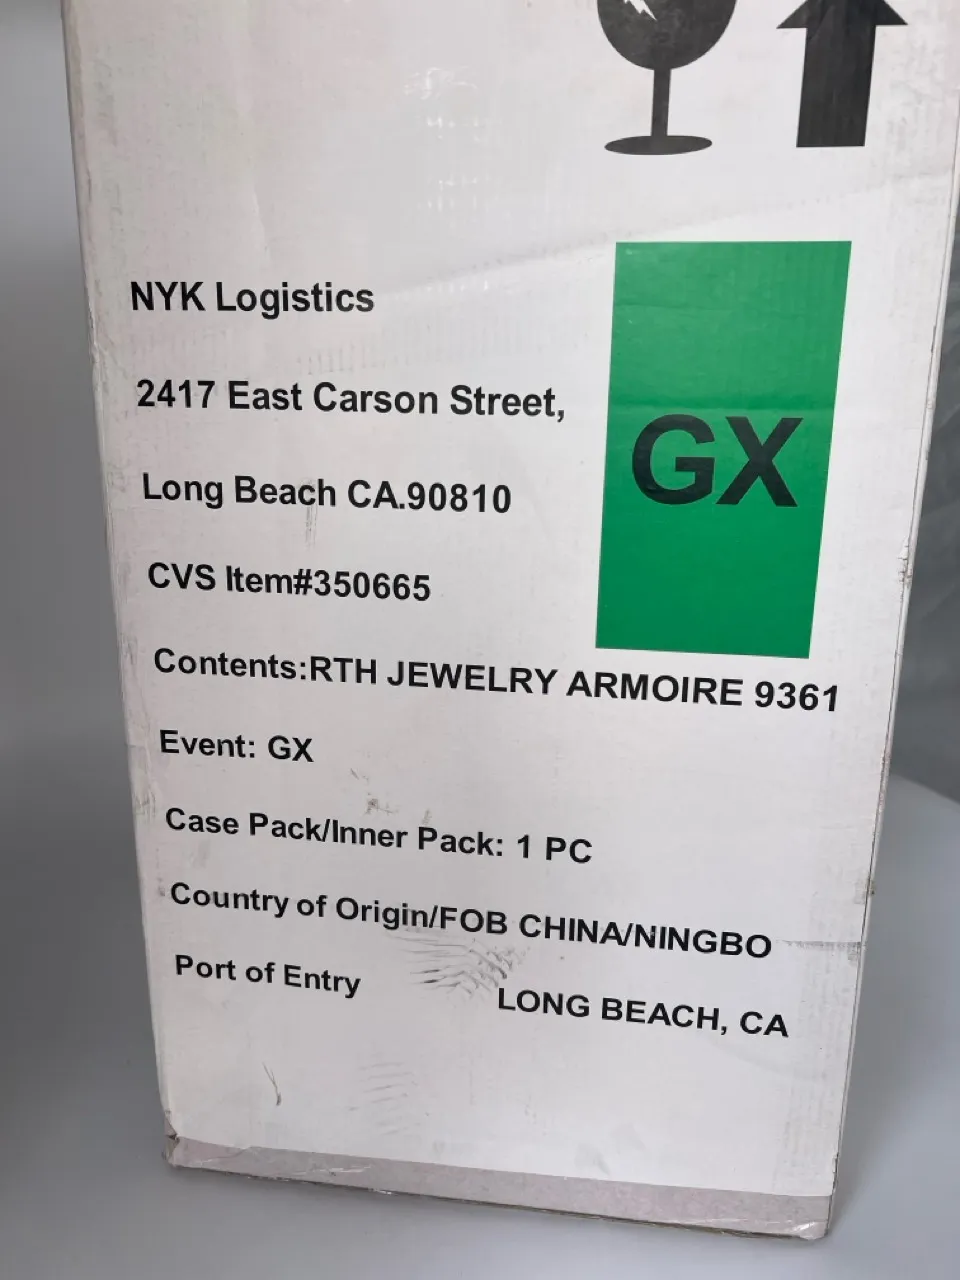 NYK Logistics
2417 East Carson Street,
Long Beach CA.90810
GX
CVS Item#350665
Contents:RTH JEWELRY ARMOIRE 9361
Event: GX
Case Pack/Inner Pack: 1 PC
Country of Origin/FOB CHINA/NINGBO
Port of Entry LONG BEACH, CA